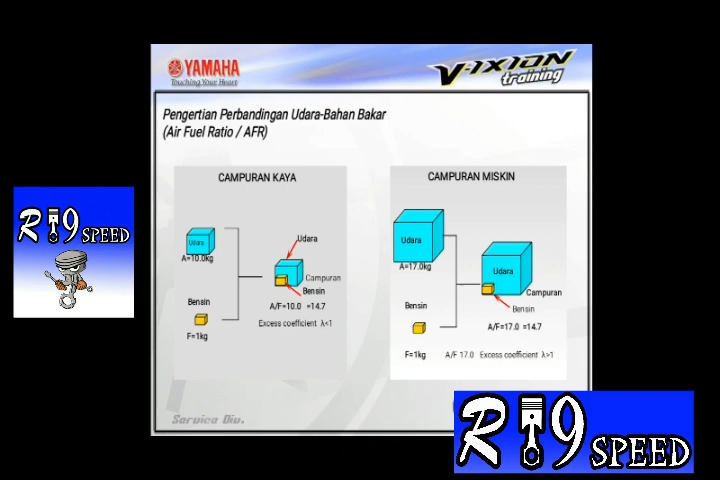 YAMAHA
Touching Your Heart
V-IXION
training
Pengertian Perbandingan Udara-Bahan Bakar
(Air Fuel Ratio / AFR)
CAMPURAN KAYA
Udara
A=10.0kg
Bensin
F=1kg
Udara
Campuran
Bensin
A/F=10.0 =14.7
Excess coefficient λ<1
CAMPURAN MISKIN
Udara
A=17.0kg
Bensin
F=1kg
Udara
Campuran
Bensin
A/F=17.0 =14.7
A/F 17.0 Excess coefficient λ>1
Service Div.
R 19 SPEED
R 19 SPEED